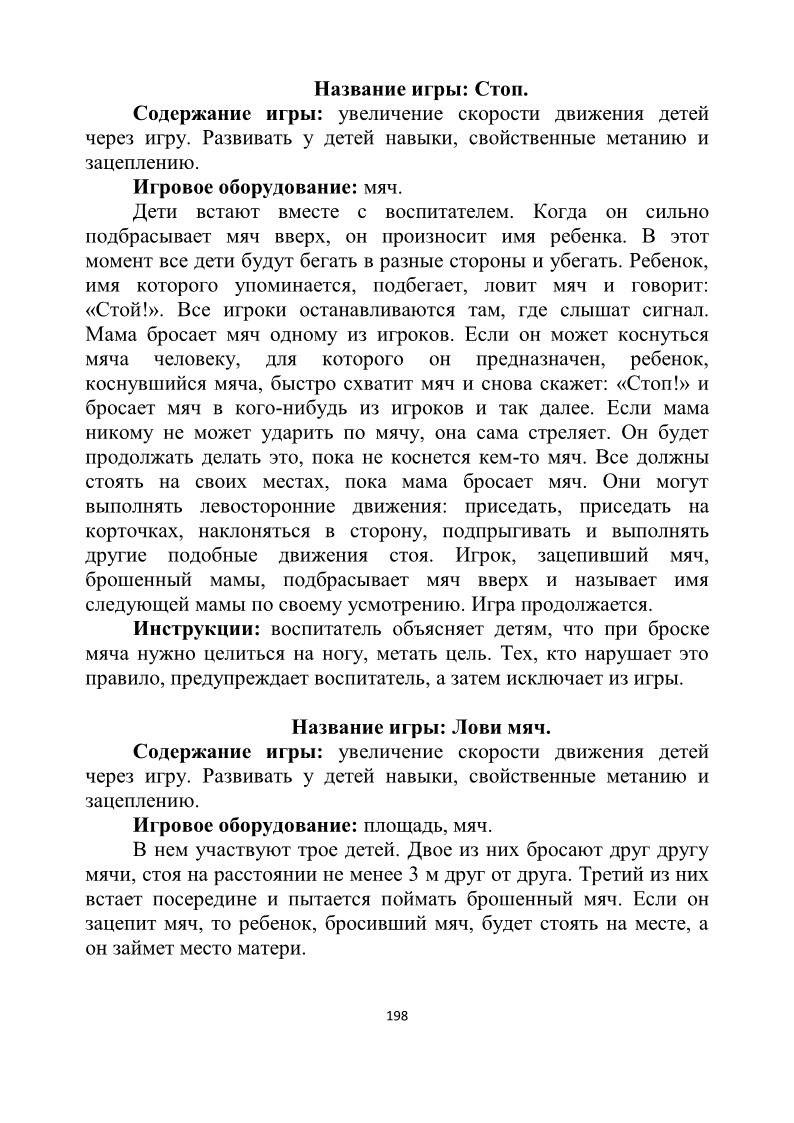 Название игры: Стоп.
Содержание игры: увеличение скорости движения детей
через игру. Развивать у детей навыки, свойственные метанию и
зацеплению.
Игровое оборудование: мяч.
Дети встают вместе с воспитателем. Когда он сильно
подбрасывает мяч вверх, он произносит имя ребенка. В этот
момент все дети будут бегать в разные стороны и убегать. Ребенок,
имя которого упоминается, подбегает, ловит мяч и говорит:
«Стой!». Все игроки останавливаются там, где слышат сигнал.
Мама бросает мяч одному из игроков. Если он может коснуться
мяча человеку, для которого он предназначен, ребенок,
коснувшийся мяча, быстро схватит мяч и снова скажет: «Стоп!» и
бросает мяч в кого-нибудь из игроков и так далее. Если мама
никому не может ударить по мячу, она сама стреляет. Он будет
продолжать делать это, пока не коснется кем-то мяч. Все должны
стоять на своих местах, пока мама бросает мяч. Они могут
выполнять левосторонние движения: приседать, приседать на
корточках, наклоняться в сторону, подпрыгивать и выполнять
другие подобные движения стоя. Игрок, зацепивший мяч,
брошенный мамы, подбрасывает мяч вверх и называет имя
следующей мамы по своему усмотрению. Игра продолжается.
Инструкции: воспитатель объясняет детям, что при броске
мяча нужно целиться на ногу, метать цель. Тех, кто нарушает это
правило, предупреждает воспитатель, а затем исключает из игры.
Название игры: Лови мяч.
Содержание игры: увеличение скорости движения детей
через игру. Развивать у детей навыки, свойственные метанию и
зацеплению.
Игровое оборудование: площадь, мяч.
В нем участвуют трое детей. Двое из них бросают друг другу
мячи, стоя на расстоянии не менее 3 м друг от друга. Третий из них
встает посередине и пытается поймать брошенный мяч. Если он
зацепит мяч, то ребенок, бросивший мяч, будет стоять на месте, а
он займет место матери.
198